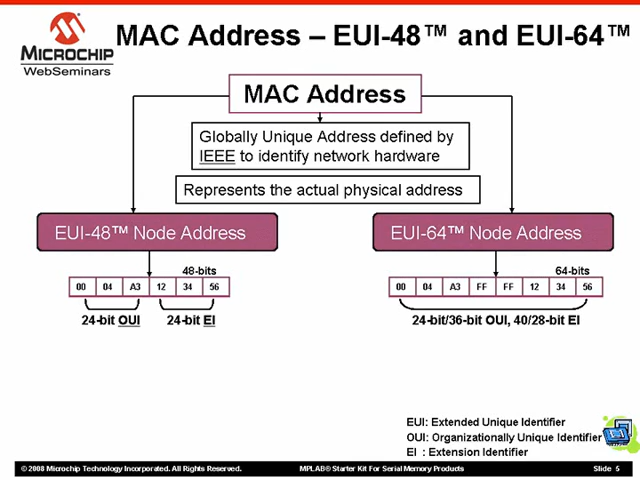 MAC Address – EUI-48™ and EUI-64™
MICROCHIP
WebSeminars
MAC Address
Globally Unique Address defined by
IEEE to identify network hardware
Represents the actual physical address
EUI-48™ Node Address
EUI-64™ Node Address
48-bits
64-bits
00 04 A3 12 34 56
00 04 A3 FF FF 12 34 56
24-bit OUI 24-bit EI
24-bit/36-bit OUI, 40/28-bit EI
EUI: Extended Unique Identifier
OUI: Organizationally Unique Identifier
EI : Extension Identifier
© 2008 Microchip Technology Incorporated. All Rights Reserved. MPLAB® Starter Kit For Serial Memory Products Slide 5